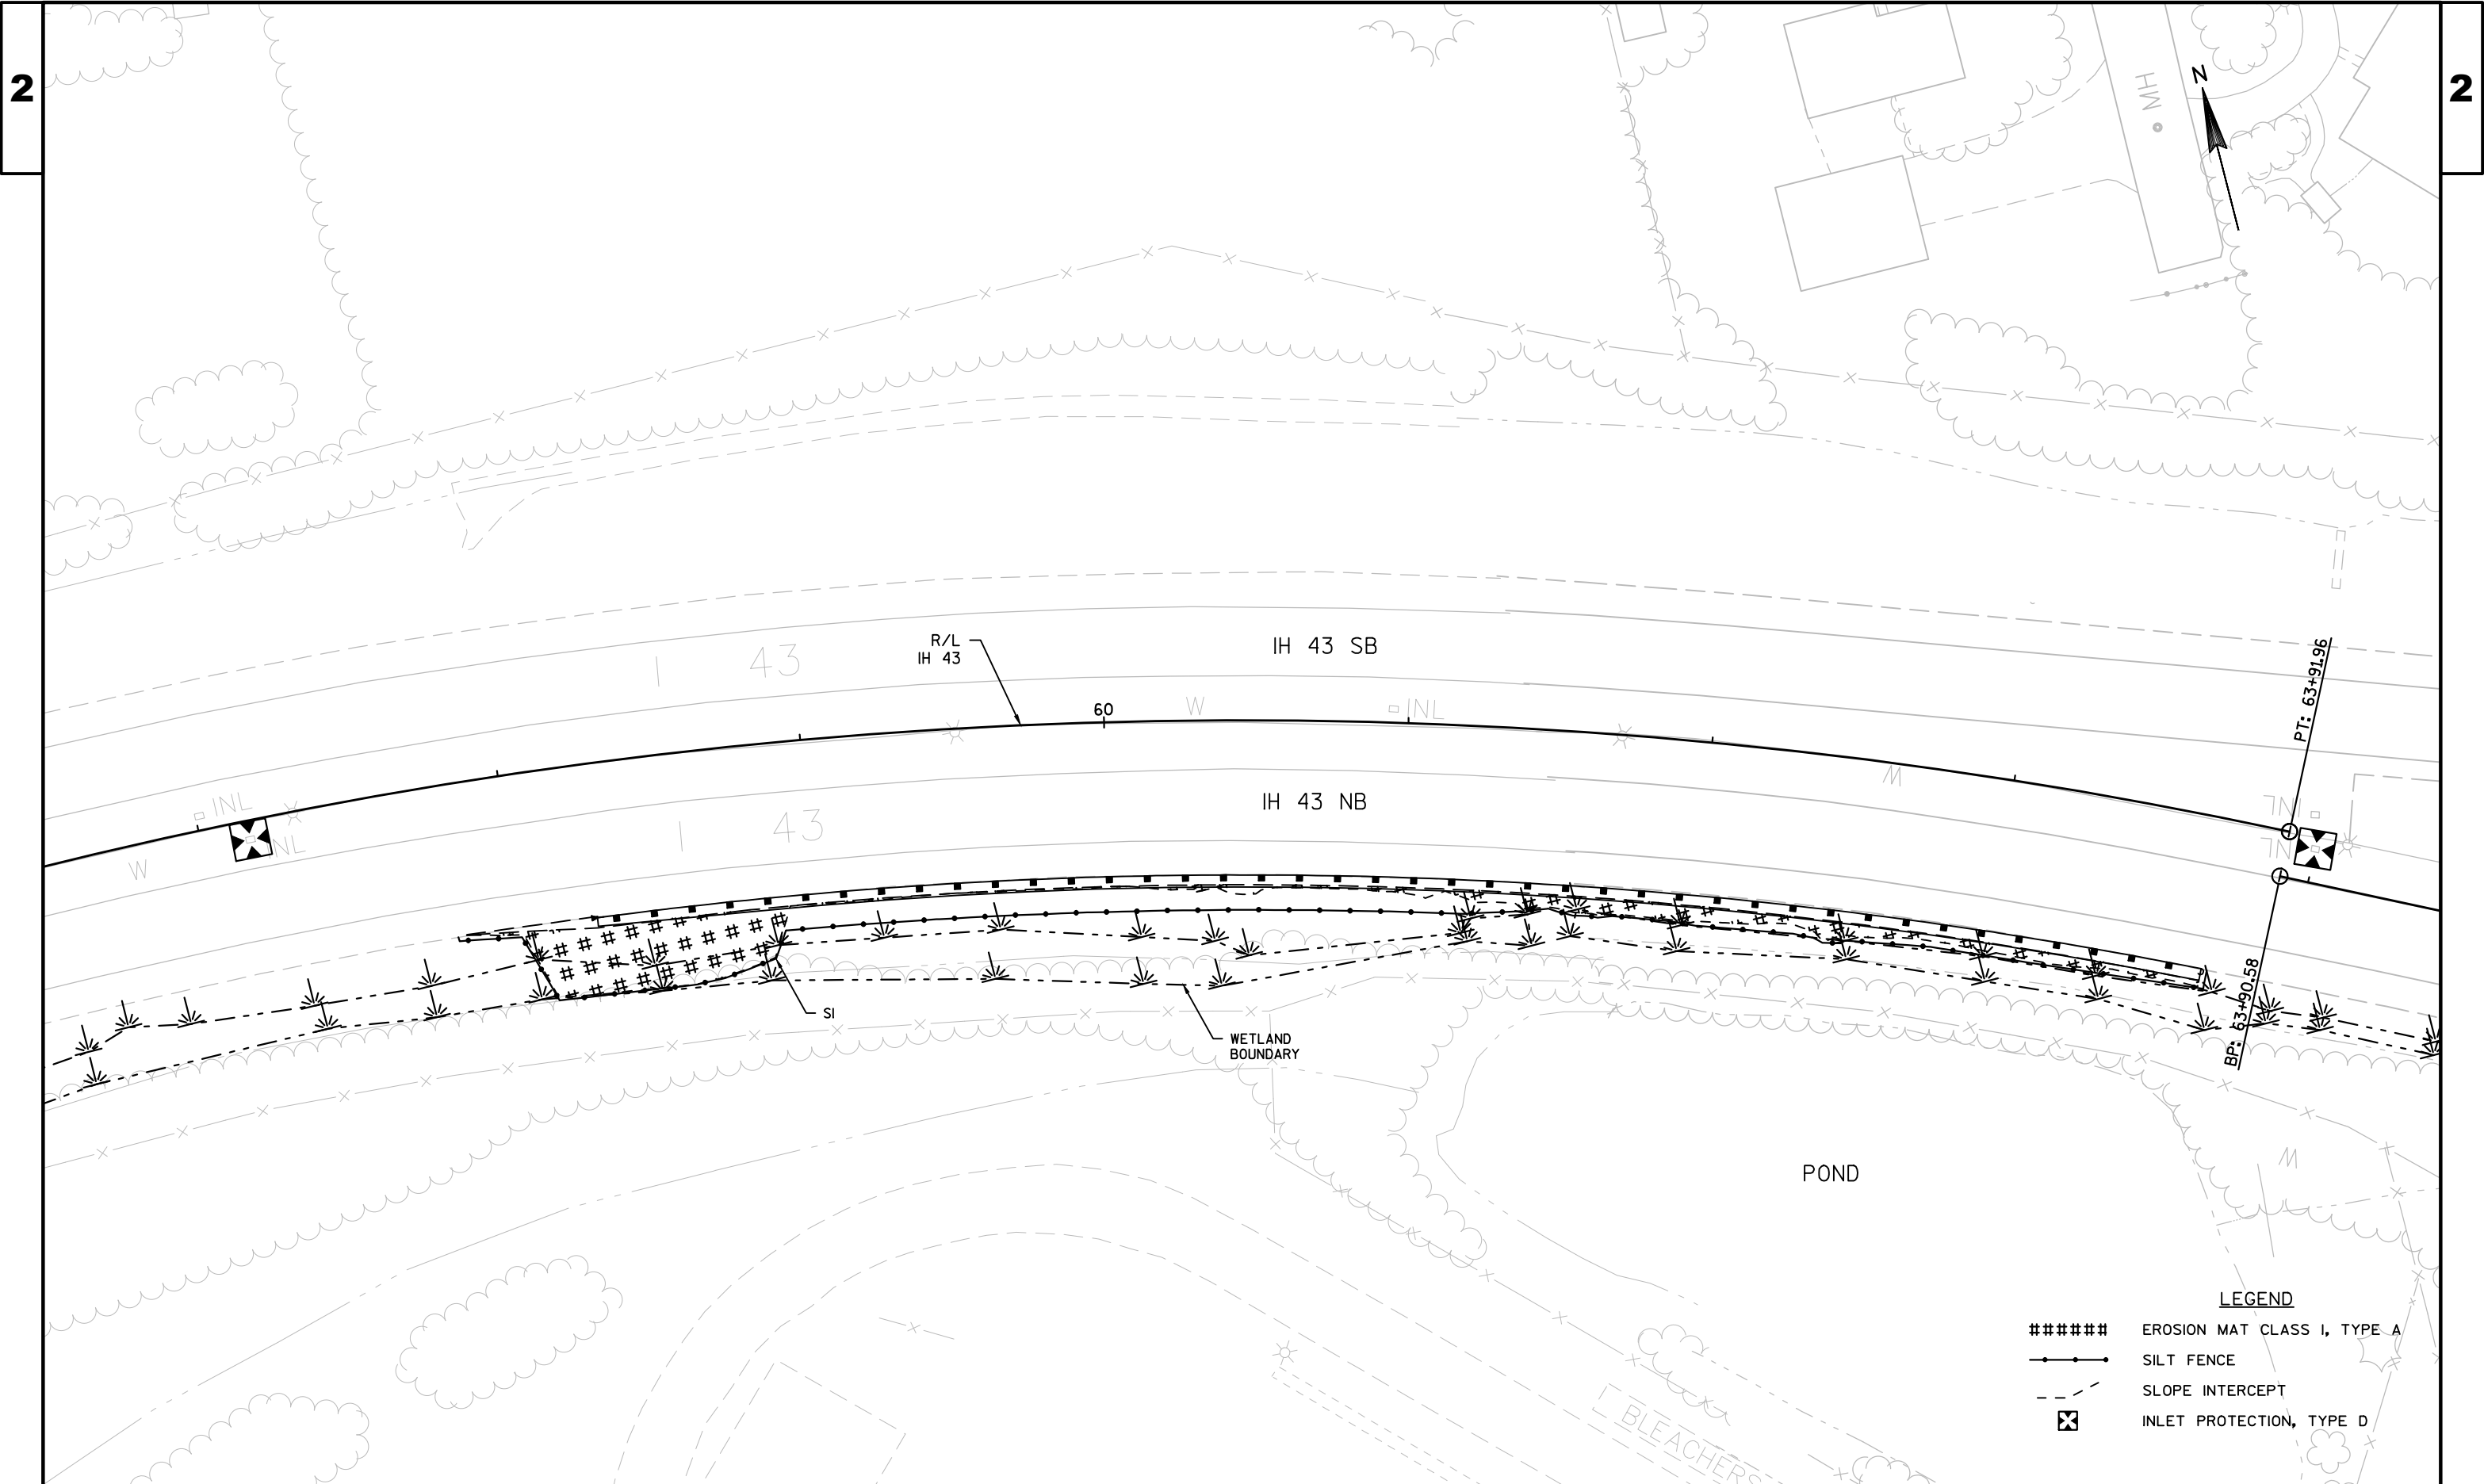 2
2
N
MH
R/L
IH 43
IH 43 SB
I 43
60
W
INL
PT: 63+91.96
W
INL
INL
INL
INL
IH 43 NB
I 43
W
SI
WETLAND
BOUNDARY
BP: 63+90.58
POND
W
LEGEND
EROSION MAT CLASS I, TYPE A
SILT FENCE
SLOPE INTERCEPT
INLET PROTECTION, TYPE D
BLEACHERS